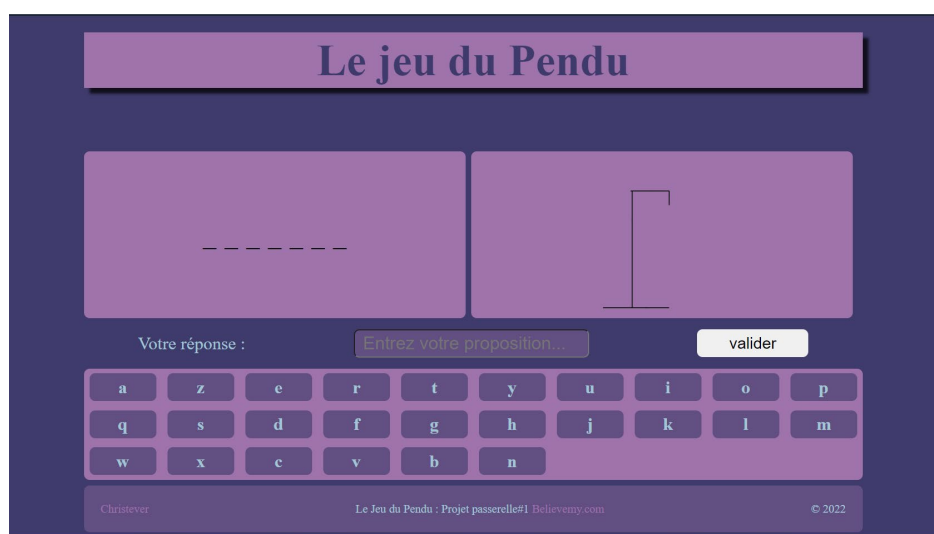 Le jeu du Pendu
_ _ _ _ _ _ _
Votre réponse : Entrez votre proposition... valider
a z e r t y u i o p
q s d f g h j k l m
w x c v b n
Christever Le Jeu du Pendu : Projet passerelle#1 Believemy.com © 2022